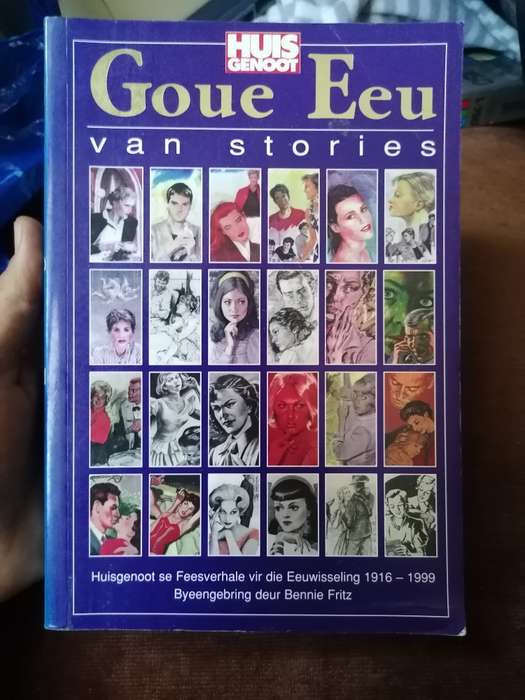 HUIS
GENOOT
Goue Eeu
van stories
Huisgenoot se Feesverhale vir die Eeuwisseling 1916 – 1999
Byeengebring deur Bennie Fritz